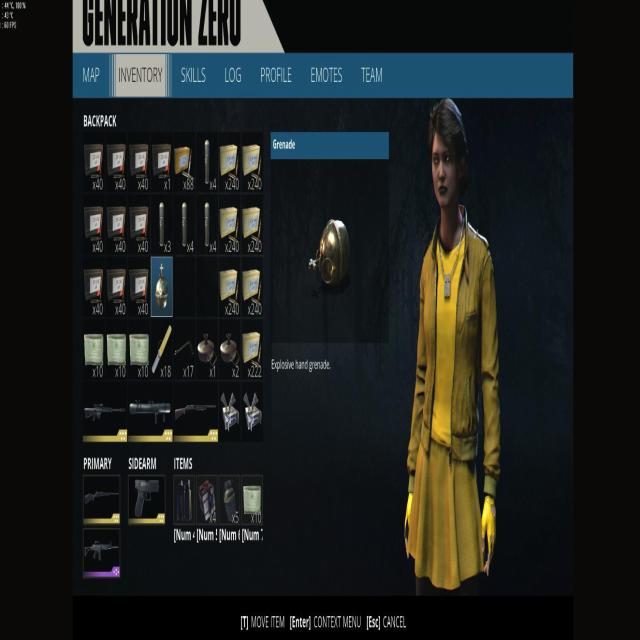 : 44°C, 100 %
: 43°C
: 60 FPS
GENERATION ZERO
MAP INVENTORY SKILLS LOG PROFILE EMOTES TEAM
BACKPACK
Grenade
x40 x40 x40 x1 x88 x4 x240 x240
x40 x40 x40 x3 x4 x4 x240 x240
x40 x40 x40 x240 x240
x10 x10 x10 x18 x17 x1 x2 x222
Explosive hand grenade.
PRIMARY SIDEARM ITEMS
x4 x5 x10
[Num [Num [Num [Num
[T] MOVE ITEM [Enter] CONTEXT MENU [Esc] CANCEL